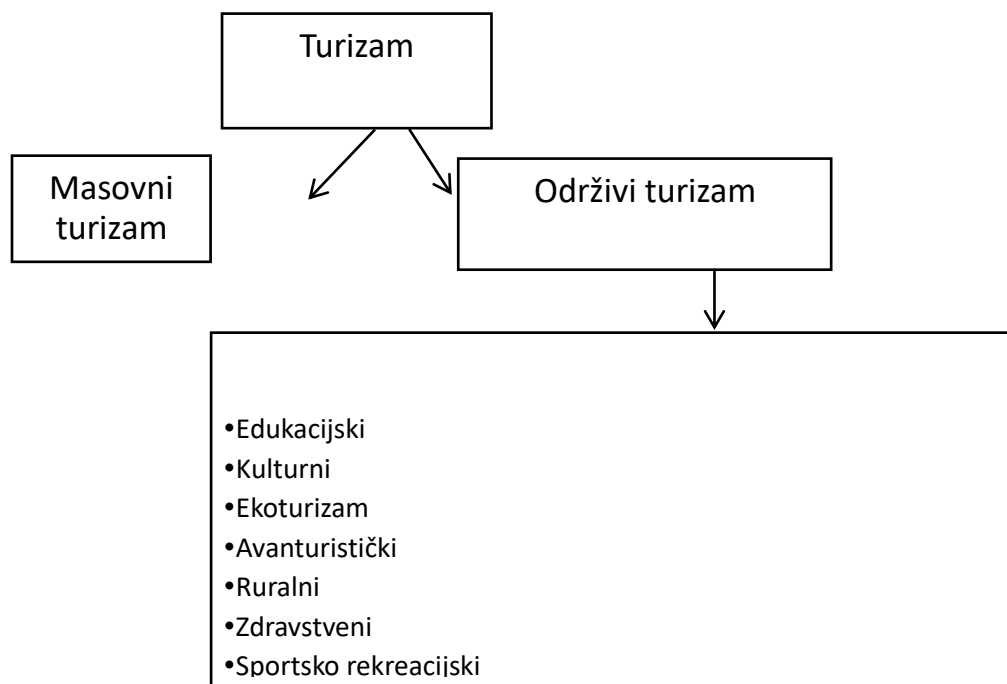 Turizam
Masovni
turizam
Održivi turizam
•Edukacijski
•Kulturni
•Ekoturizam
•Avanturistički
•Ruralni
•Zdravstveni
•Sportsko rekreacijski